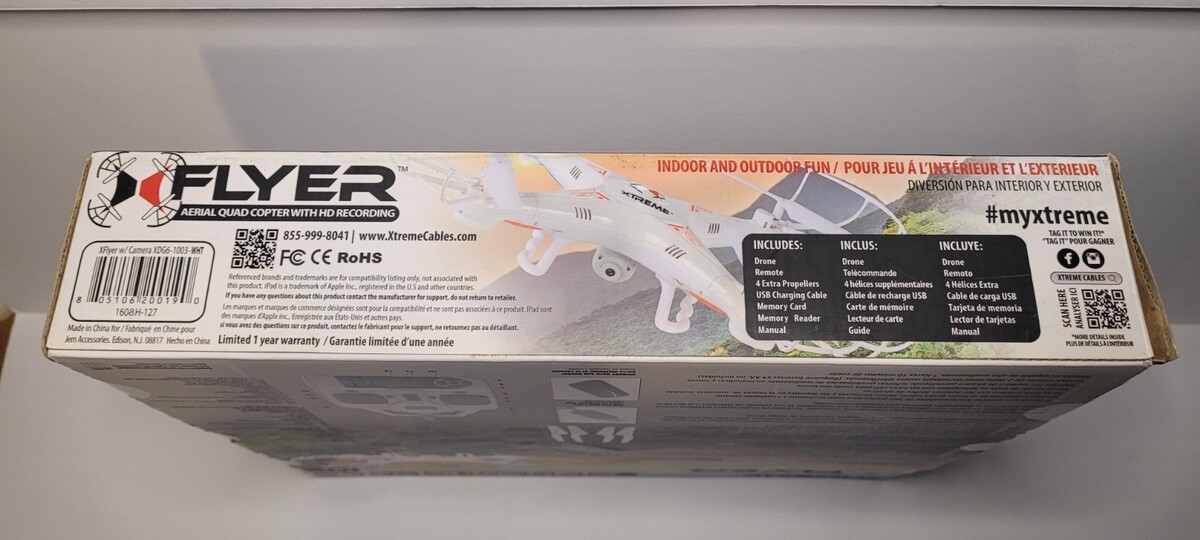 XFLYER™
AERIAL QUAD COPTER WITH HD RECORDING
855-999-8041 | www.XtremeCables.com
FC CE RoHS
XFlyer w/ Camera XDG6-1003-WHT
8 05106 20019 0
1608H-127
Made in China for / Fabriqué en Chine pour
Jem Accessories. Edison, N.J. 08817 Hecho en China
Referenced brands and trademarks are for compatibility listing only, not associated with
this product. iPad is a trademark of Apple Inc., registered in the U.S and other countries.
If you have any questions about this product contact the manufacturer for support, do not return to retailer.
Les marques et marques de commerce désignées sont pour la compatibilité et ne sont pas associées à ce produit. IPad sont
des marques d'Apple Inc., Enregistrée aux États-Unis et autres pays.
si vous avez des questions sur ce produit, contactez le fabricant pour le support, ne retournez pas au détaillant.
Limited 1 year warranty / Garantie limitée d'une année
XTREME
INDOOR AND OUTDOOR FUN / POUR JEU Á L'INTÉRIEUR ET L'EXTERIEUR
DIVERSIÓN PARA INTERIOR Y EXTERIOR
#myxtreme
TAG IT TO WIN IT!*
"TAG IT" POUR GAGNER
XTREME CABLES
SCAN HERE
ANALYSER ICI
*MORE DETAILS INSIDE
PLUS DE DÉTAILS À L'INTÉRIEUR
INCLUDES:
Drone
Remote
4 Extra Propellers
USB Charging Cable
Memory Card
Memory Reader
Manual
INCLUS:
Drone
Télécommande
4 hélices supplémentaires
Câble de recharge USB
Carte de mémoire
Lecteur de carte
Guide
INCLUYE:
Drone
Remoto
4 Hélices Extra
Cable de carga USB
Tarjeta de memoria
Lector de tarjetas
Manual